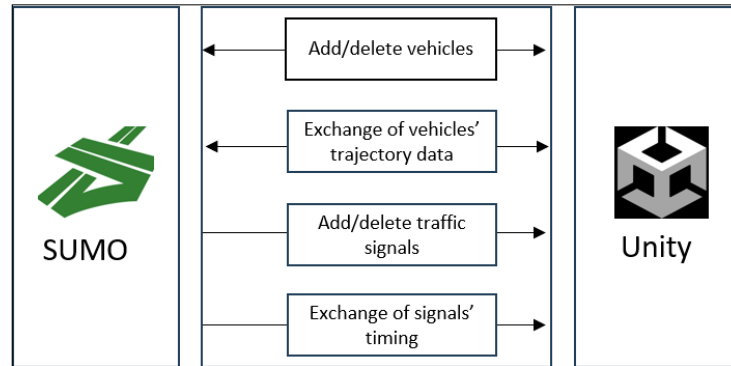 Add/delete vehicles
Exchange of vehicles'
trajectory data
SUMO
Add/delete traffic
signals
Unity
Exchange of signals'
timing